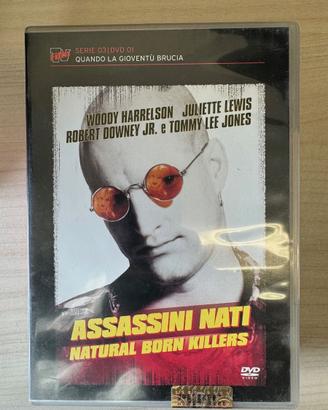 TV
SERIE 03|DVD 01
QUANDO LA GIOVENTÙ BRUCIA
WOODY HARRELSON JULIETTE LEWIS
ROBERT DOWNEY JR. e TOMMY LEE JONES
ASSASSINI NATI
NATURAL BORN KILLERS
DVD
VIDEO